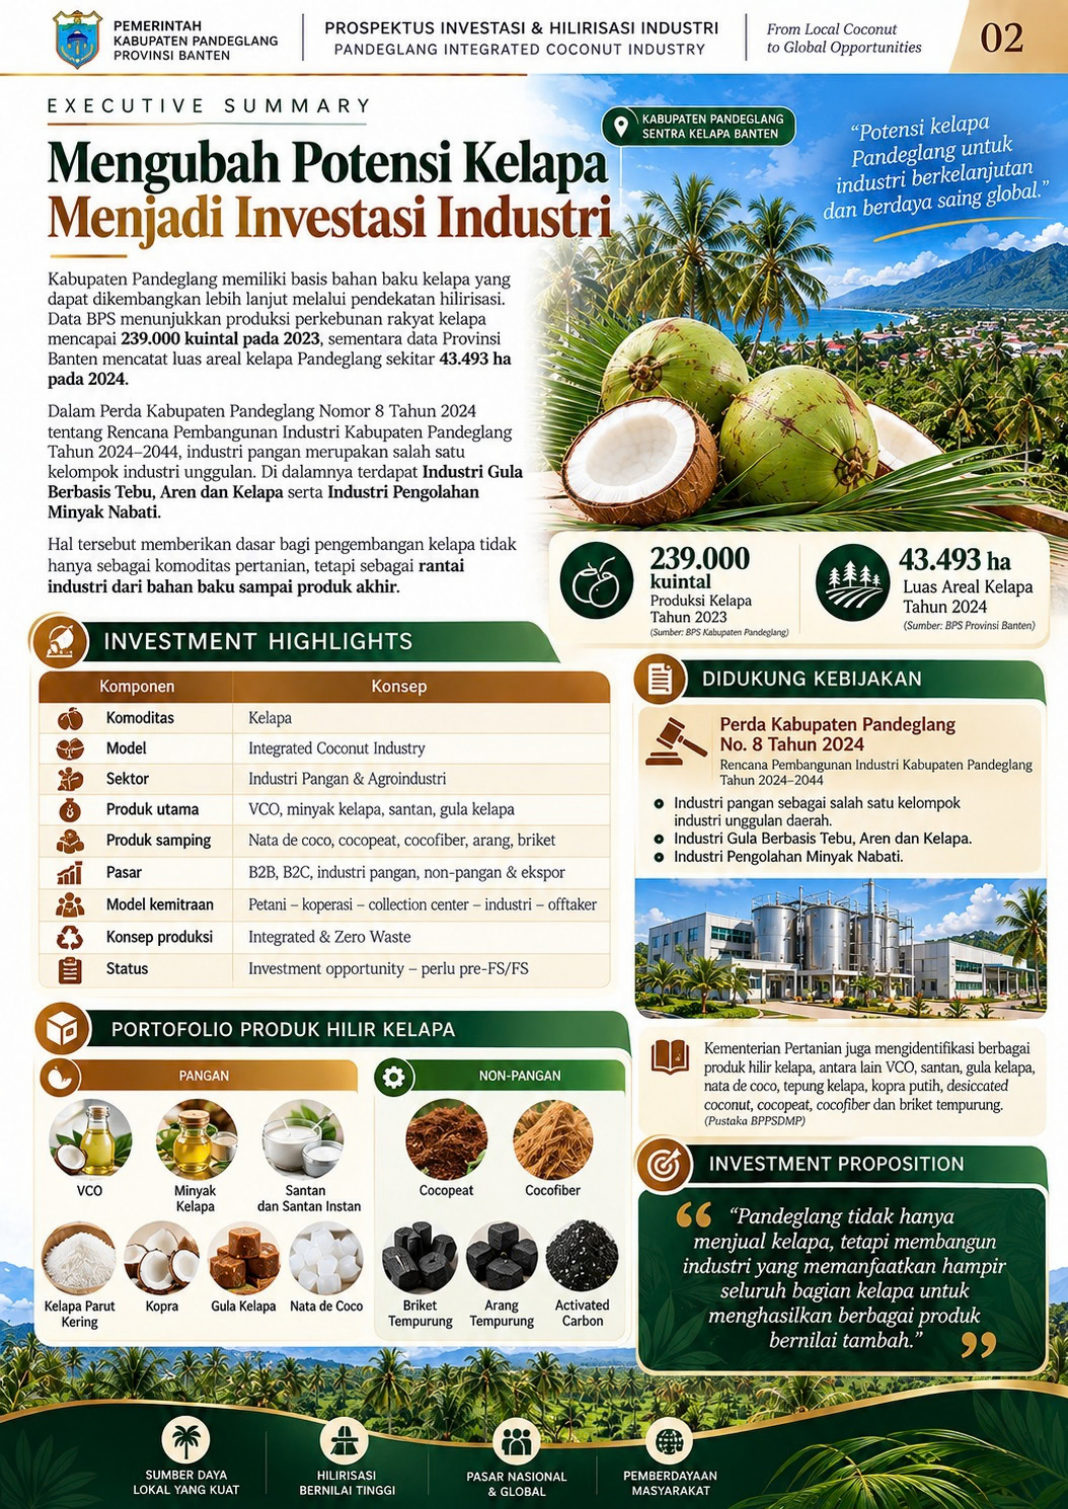 PEMERINTAH
KABUPATEN PANDEGLANG
PROVINSI BANTEN
PROSPEKTUS INVESTASI & HILIRISASI INDUSTRI
PANDEGLANG INTEGRATED COCONUT INDUSTRY
From Local Coconut
to Global Opportunities
02
EXECUTIVE SUMMARY
Mengubah Potensi Kelapa
Menjadi Investasi Industri
KABUPATEN PANDEGLANG
SENTRA KELAPA BANTEN
“Potensi kelapa
Pandeglang untuk
industri berkelanjutan
dan berdaya saing global.”
Kabupaten Pandeglang memiliki basis bahan baku kelapa yang
dapat dikembangkan lebih lanjut melalui pendekatan hilirisasi.
Data BPS menunjukkan produksi perkebunan rakyat kelapa
mencapai 239.000 kuintal pada 2023, sementara data Provinsi
Banten mencatat luas areal kelapa Pandeglang sekitar 43.493 ha
pada 2024.
Dalam Perda Kabupaten Pandeglang Nomor 8 Tahun 2024
tentang Rencana Pembangunan Industri Kabupaten Pandeglang
Tahun 2024–2044, industri pangan merupakan salah satu
kelompok industri unggulan. Di dalamnya terdapat Industri Gula
Berbasis Tebu, Aren dan Kelapa serta Industri Pengolahan
Minyak Nabati.
Hal tersebut memberikan dasar bagi pengembangan kelapa tidak
hanya sebagai komoditas pertanian, tetapi sebagai rantai
industri dari bahan baku sampai produk akhir.
239.000
kuintal
Produksi Kelapa
Tahun 2023
(Sumber: BPS Kabupaten Pandeglang)
43.493 ha
Luas Areal Kelapa
Tahun 2024
(Sumber: BPS Provinsi Banten)
INVESTMENT HIGHLIGHTS
Komponen Konsep
Komoditas Kelapa
Model Integrated Coconut Industry
Sektor Industri Pangan & Agroindustri
Produk utama VCO, minyak kelapa, santan, gula kelapa
Produk samping Nata de coco, cocopeat, cocofiber, arang, briket
Pasar B2B, B2C, industri pangan, non-pangan & ekspor
Model kemitraan Petani – koperasi – collection center – industri – offtaker
Konsep produksi Integrated & Zero Waste
Status Investment opportunity – perlu pre-FS/FS
DIDUKUNG KEBIJAKAN
Perda Kabupaten Pandeglang
No. 8 Tahun 2024
Rencana Pembangunan Industri Kabupaten Pandeglang
Tahun 2024–2044
Industri pangan sebagai salah satu kelompok
industri unggulan daerah.
Industri Gula Berbasis Tebu, Aren dan Kelapa.
Industri Pengolahan Minyak Nabati.
Kementerian Pertanian juga mengidentifikasi berbagai
produk hilir kelapa, antara lain VCO, santan, gula kelapa,
nata de coco, tepung kelapa, kopra putih, desiccated
coconut, cocopeat, cocofiber dan briket tempurung.
(Pustaka BPPSDMP)
PORTOFOLIO PRODUK HILIR KELAPA
PANGAN
VCO
Minyak
Kelapa
Santan
dan Santan Instan
Kelapa Parut
Kering
Kopra
Gula Kelapa
Nata de Coco
NON-PANGAN
Cocopeat
Cocofiber
Briket
Tempurung
Arang
Tempurung
Activated
Carbon
INVESTMENT PROPOSITION
“Pandeglang tidak hanya
menjual kelapa, tetapi membangun
industri yang memanfaatkan hampir
seluruh bagian kelapa untuk
menghasilkan berbagai produk
bernilai tambah.”
SUMBER DAYA
LOKAL YANG KUAT
HILIRISASI
BERNILAI TINGGI
PASAR NASIONAL
& GLOBAL
PEMBERDAYAAN
MASYARAKAT